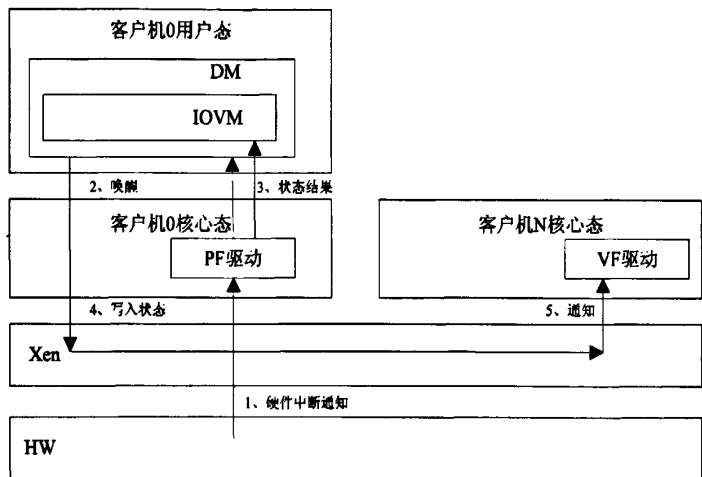 客户机0用户态
DM
IOVM
2、唤醒
3、状态结果
客户机0核心态
客户机N核心态
PF驱动
VF驱动
4、写入状态
5、通知
Xen
1、硬件中断通知
HW